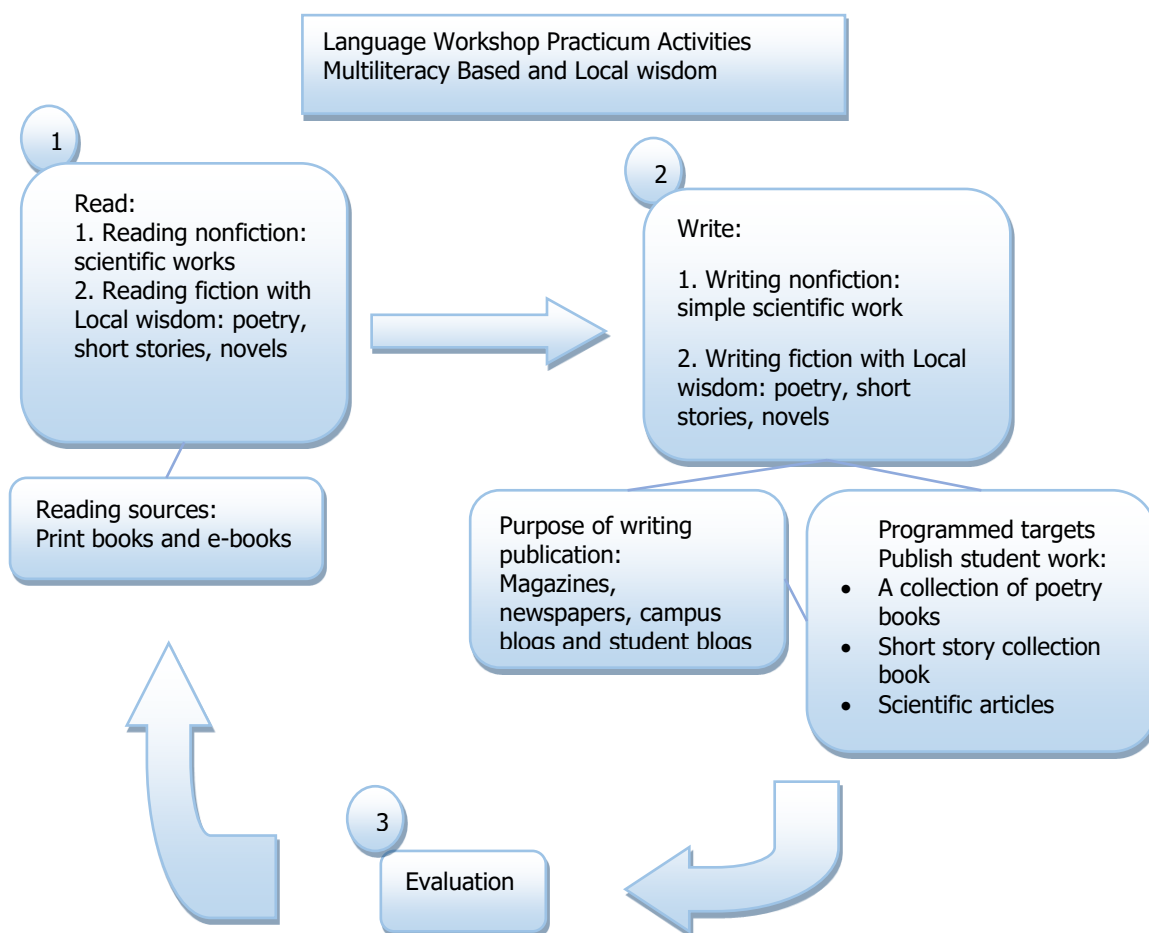 Language Workshop Practicum Activities
Multiliteracy Based and Local wisdom
1
Read:
1. Reading nonfiction:
scientific works
2. Reading fiction with
Local wisdom: poetry,
short stories, novels
Reading sources:
Print books and e-books
2
Write:
1. Writing nonfiction:
simple scientific work
2. Writing fiction with Local
wisdom: poetry, short
stories, novels
Purpose of writing
publication:
Magazines,
newspapers, campus
blogs and student blogs
Programmed targets
Publish student work:
• A collection of poetry
books
• Short story collection
book
• Scientific articles
3
Evaluation